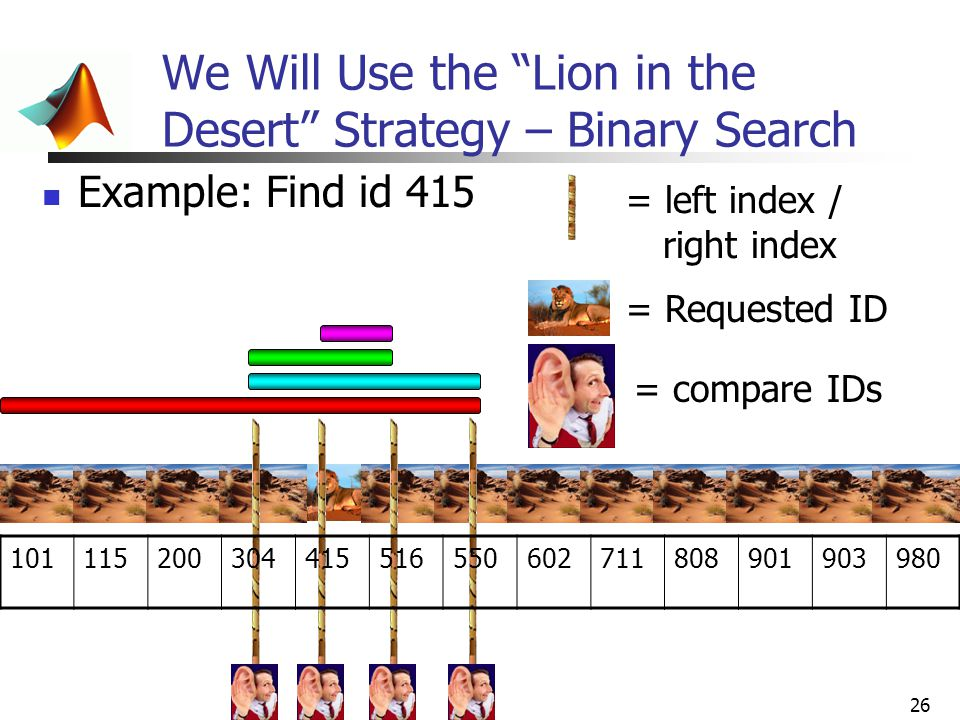 We Will Use the “Lion in the
Desert” Strategy – Binary Search
Example: Find id 415
= left index /
right index
= Requested ID
= compare IDs
101 115 200 304 415 516 550 602 711 808 901 903 980
26